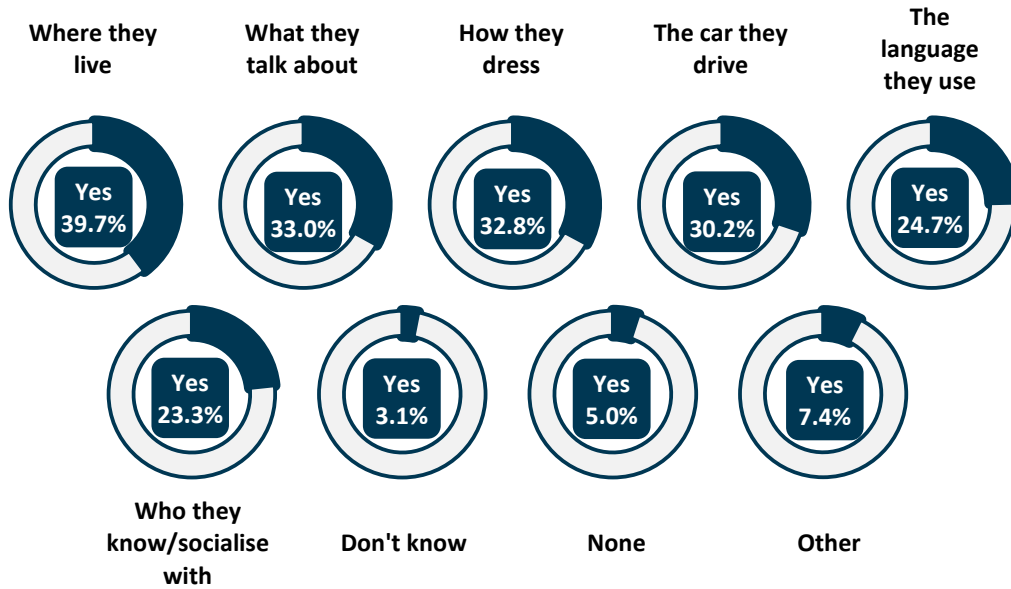 Where they
live
What they
talk about
How they
dress
The car they
drive
The
language
they use
Yes
39.7%
Yes
33.0%
Yes
32.8%
Yes
30.2%
Yes
24.7%
Yes
23.3%
Yes
3.1%
Yes
5.0%
Yes
7.4%
Who they
know/socialise
with
Don't know
None
Other